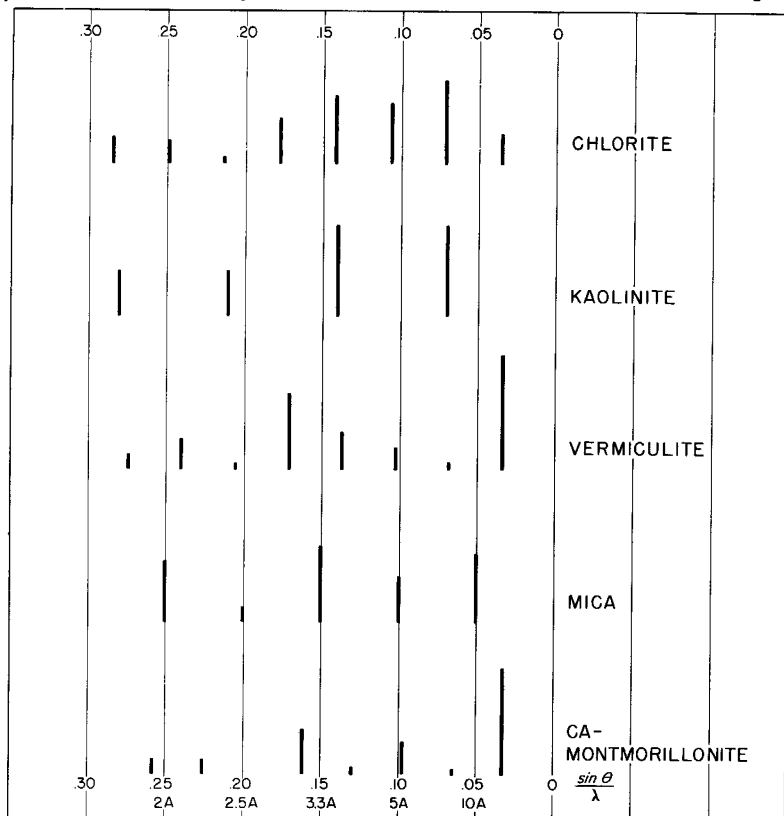 .30 .25 .20 .15 .10 .05 0
CHLORITE
KAOLINITE
VERMICULITE
MICA
CA-
MONTMORILLONITE
.30 .25 .20 .15 .10 .05 0 sin θ
λ
2A 2.5A 3.3A 5A 10A